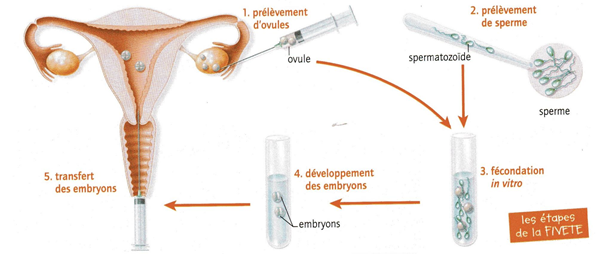 1. prélèvement
d'ovules
ovule
2. prélèvement
de sperme
spermatozoïde
sperme
3. fécondation
in vitro
4. développement
des embryons
embryons
5. transfert
des embryons
les étapes
de la FIVETE